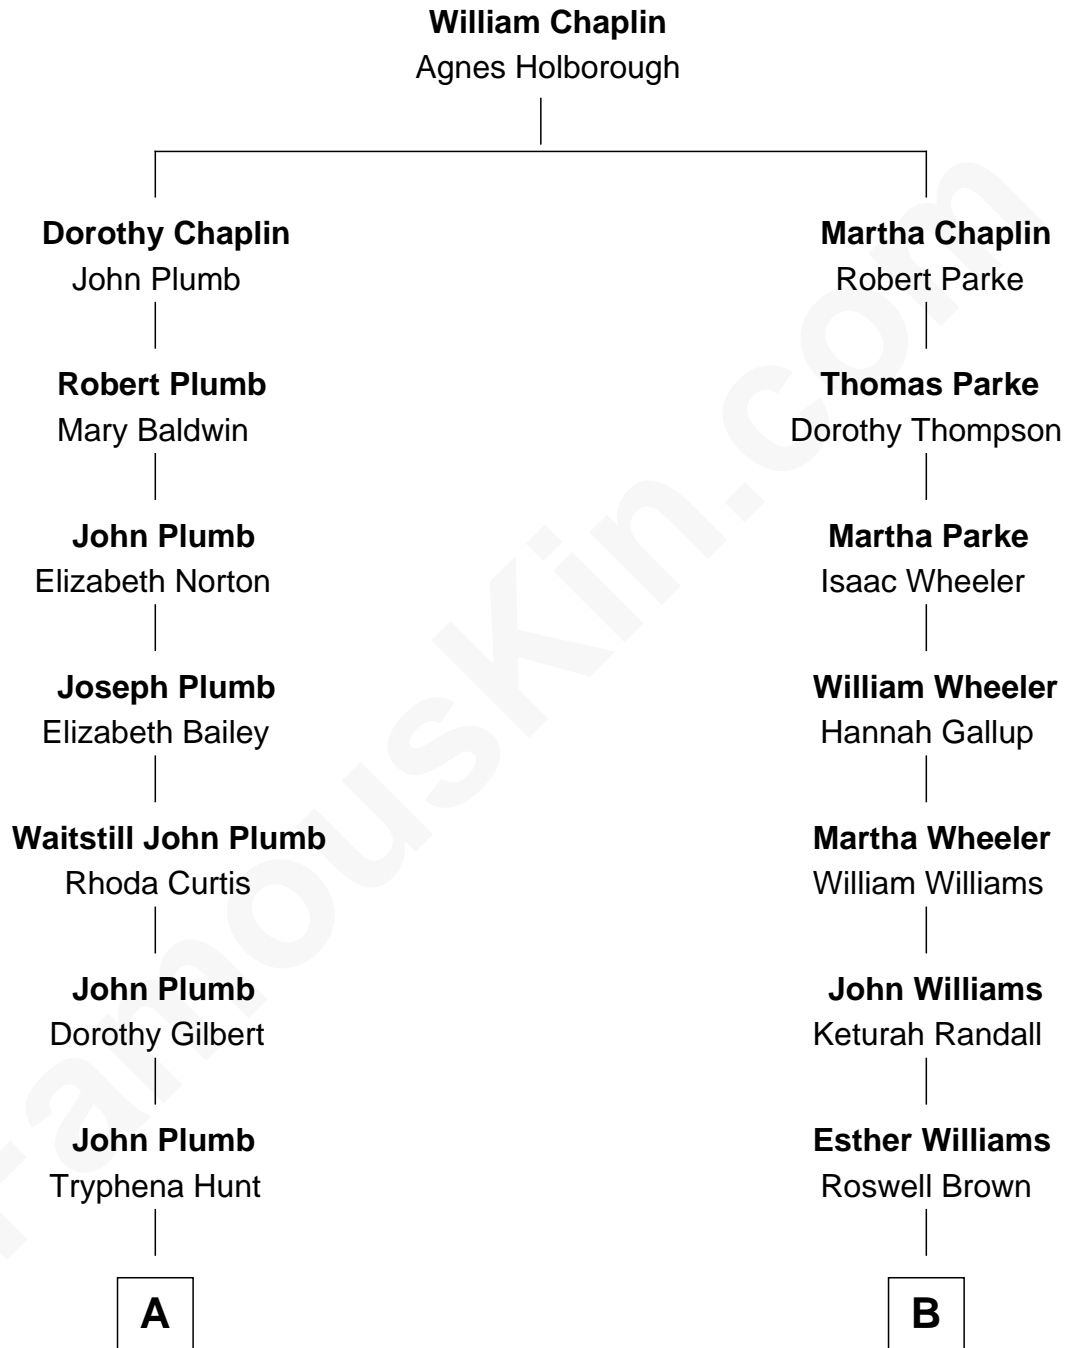 William Chaplin
Agnes Holborough
Dorothy Chaplin
John Plumb
Martha Chaplin
Robert Parke
Robert Plumb
Mary Baldwin
Thomas Parke
Dorothy Thompson
John Plumb
Elizabeth Norton
Martha Parke
Isaac Wheeler
Joseph Plumb
Elizabeth Bailey
William Wheeler
Hannah Gallup
Waitstill John Plumb
Rhoda Curtis
Martha Wheeler
William Williams
John Plumb
Dorothy Gilbert
John Williams
Keturah Randall
John Plumb
Tryphena Hunt
Esther Williams
Roswell Brown
A
B
FamousKin.com